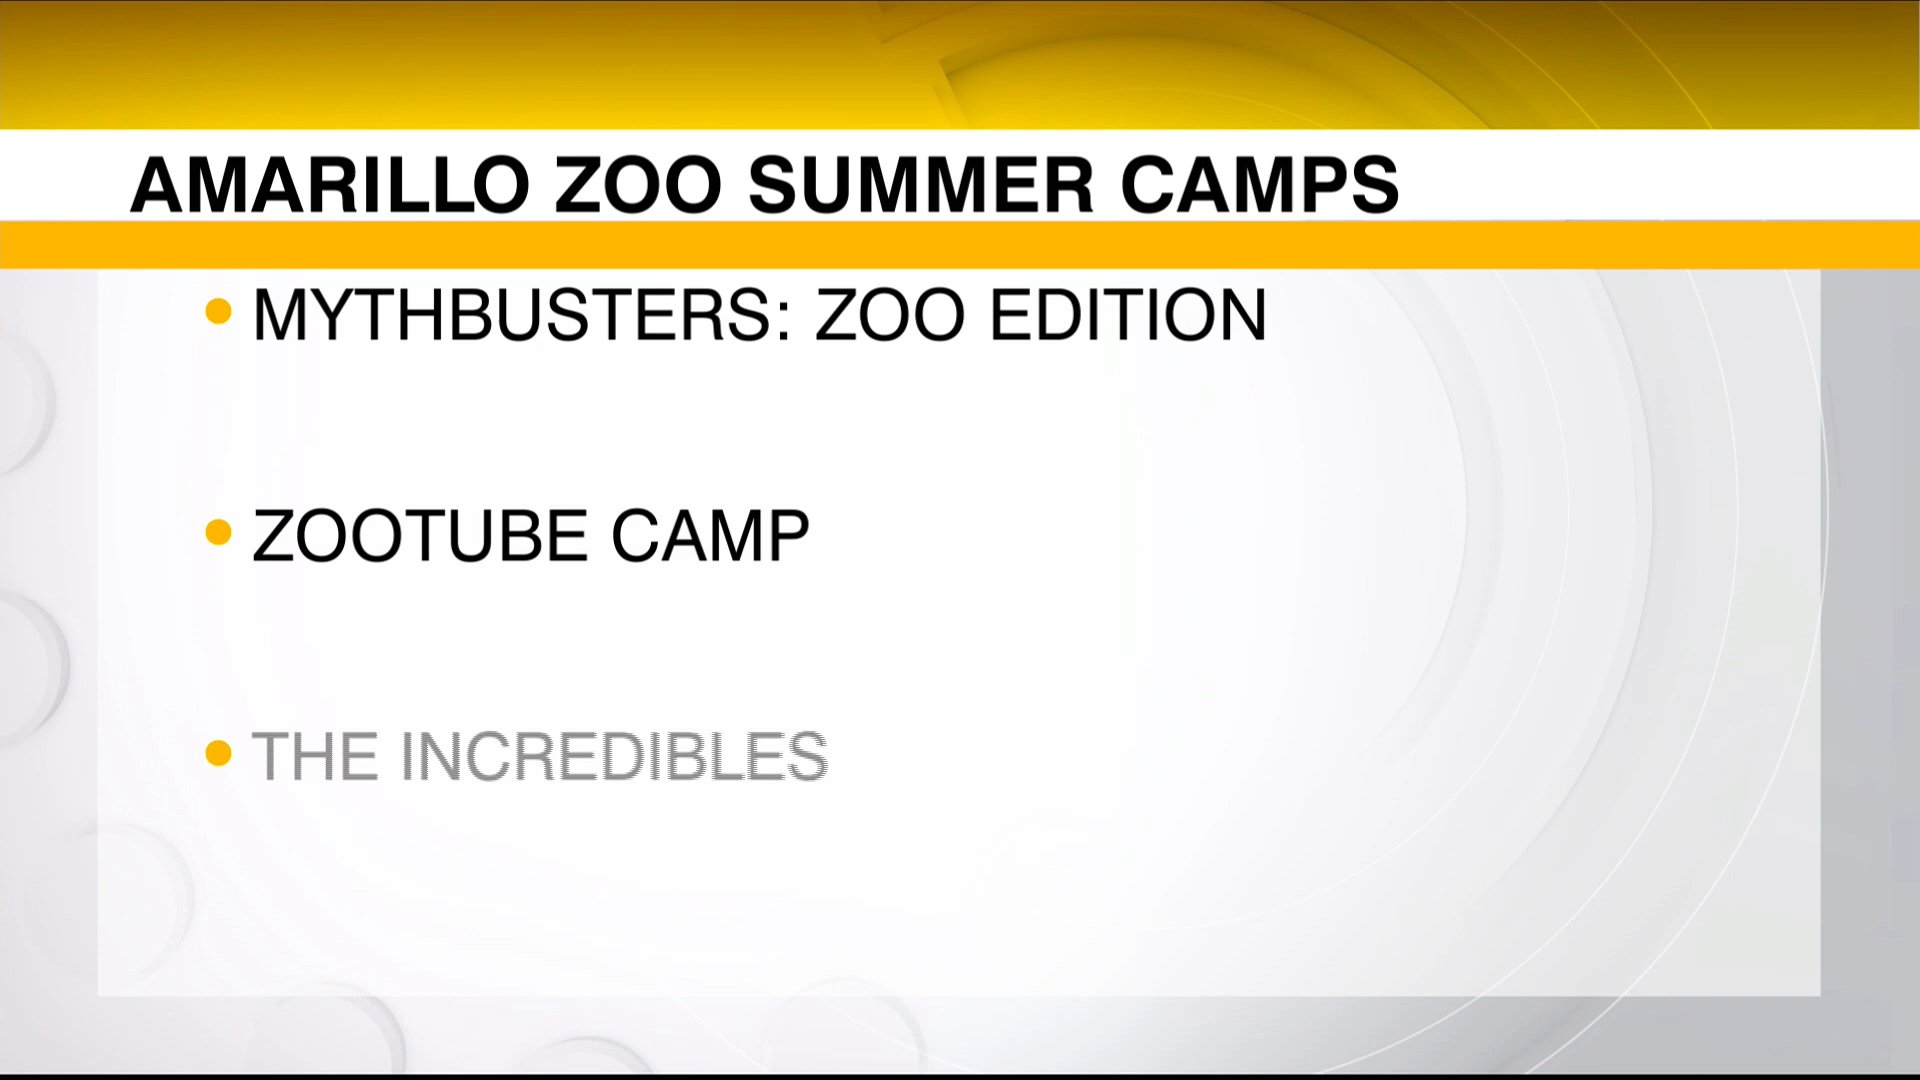 AMARILLO ZOO SUMMER CAMPS
MYTHBUSTERS: ZOO EDITION
ZOOTUBE CAMP
THE INCREDIBLES